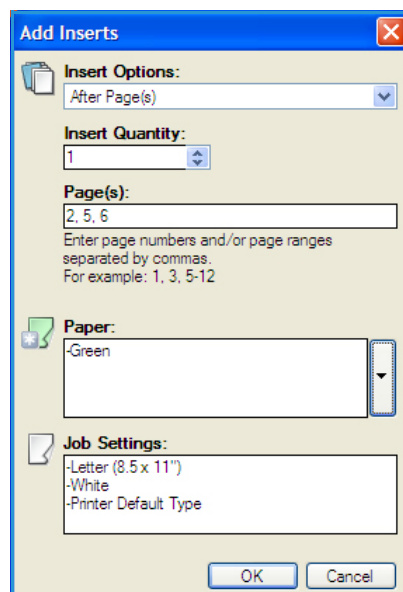 Add Inserts
Insert Options:
After Page(s)
Insert Quantity:
1
Page(s):
2, 5, 6
Enter page numbers and/or page ranges
separated by commas.
For example: 1, 3, 5-12
Paper:
-Green
Job Settings:
-Letter (8.5 x 11")
-White
-Printer Default Type
OK Cancel